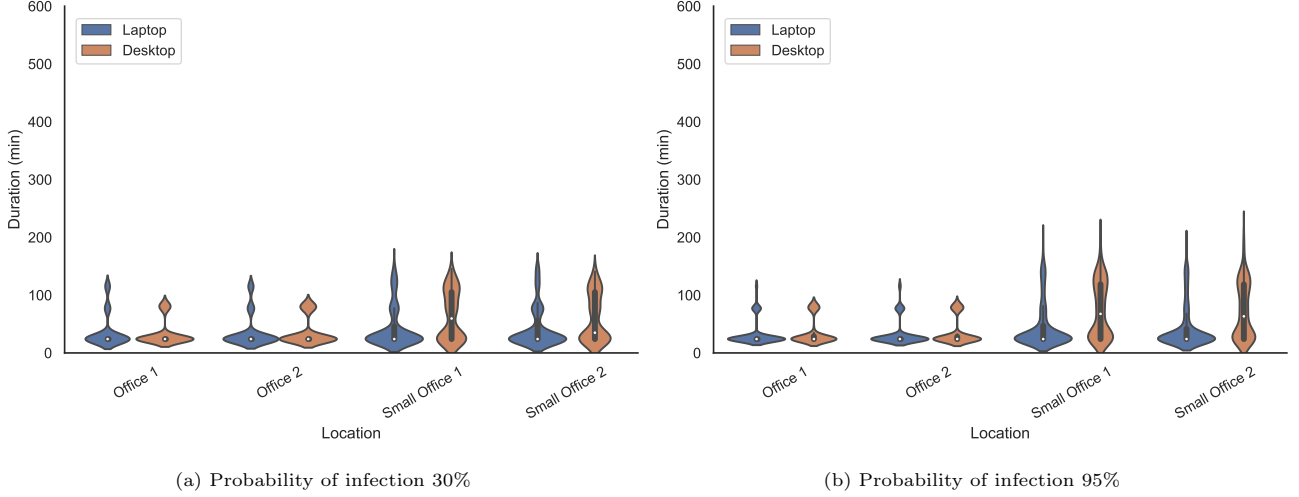 600
500
400
300
200
100
0
Duration (min)
Laptop
Desktop
Office 1
Office 2
Small Office 1
Small Office 2
Location
(a) Probability of infection 30%
600
500
400
300
200
100
0
Duration (min)
Laptop
Desktop
Office 1
Office 2
Small Office 1
Small Office 2
Location
(b) Probability of infection 95%